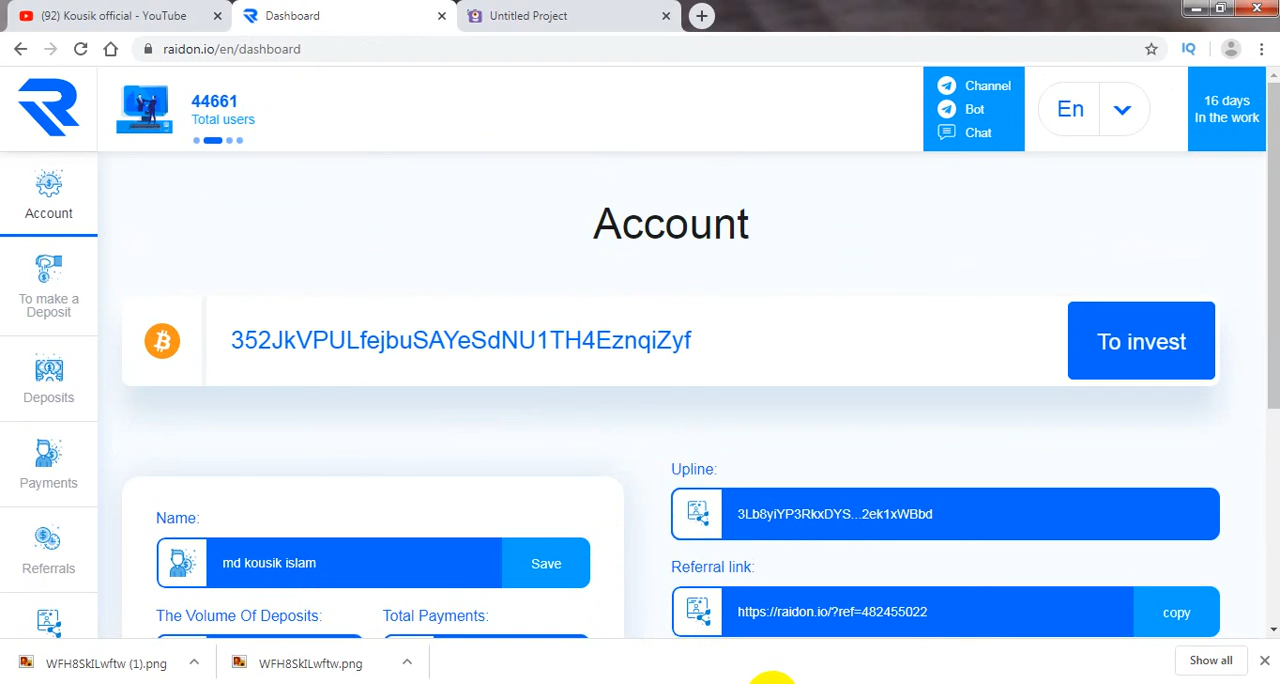 (92) Kousik official - YouTube
Dashboard
Untitled Project
raidon.io/en/dashboard
IQ
44661
Total users
Channel
Bot
Chat
En
16 days
In the work
Account
To make a
Deposit
Deposits
Payments
Referrals
Account
352JkVPULfejbuSAYeSdNU1TH4EznqiZyf
To invest
Name:
md kousik islam
Save
The Volume Of Deposits:
Total Payments:
Upline:
3Lb8yiYP3RkxDYS...2ek1xWBbd
Referral link:
https://raidon.io/?ref=482455022
copy
WFH8SkILwftw (1).png
WFH8SkILwftw.png
Show all